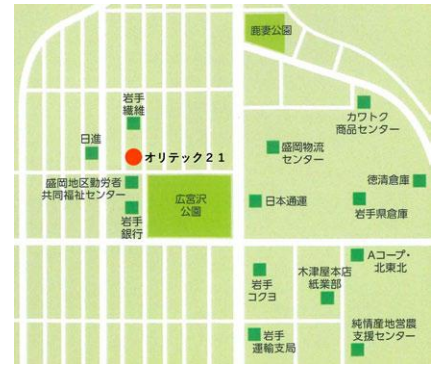 鹿妻公園
岩手
繊維
カワトク
商品センター
日進
オリテック２１
盛岡物流
センター
徳清倉庫
盛岡地区勤労者
共同福祉センター
広宮沢
公園
日本通運
岩手県倉庫
岩手
銀行
Aコープ・
北東北
木津屋本店
紙業部
岩手
コクヨ
岩手
運輸支局
純情産地営農
支援センター